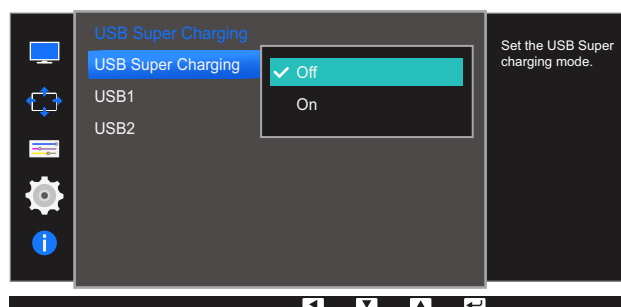 USB Super Charging
USB Super Charging
Off
Set the USB Super
charging mode.
USB1
On
USB2